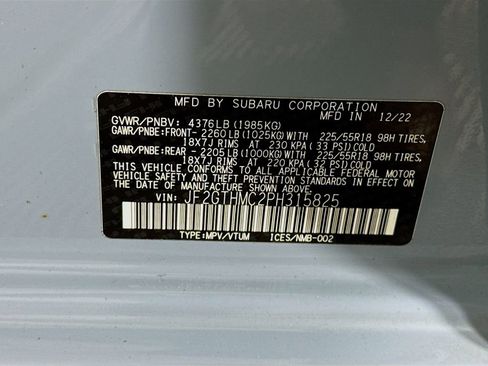 MFD BY SUBARU CORPORATION
MFD IN 12/22
GVWR/PNBV: 4376LB(1985KG)
GAWR/PNBE:FRONT- 2260LB(1025KG)WITH 225/55R18 98H TIRES,
18X7J RIMS AT 230 KPA(33 PSI)COLD
GAWR/PNBE:REAR - 2205LB(1000KG)WITH 225/55R18 98H TIRES,
18X7J RIMS AT 220 KPA(32 PSI)COLD
THIS VEHICLE CONFORMS TO ALL APPLICABLE FEDERAL MOTOR
VEHICLE SAFETY AND THEFT PREVENTION STANDARDS IN EFFECT ON
THE DATE OF MANUFACTURE SHOWN ABOVE.
VIN: JF2GTHMC2PH315825
TYPE:MPV/VTUM ICES/NMB-002